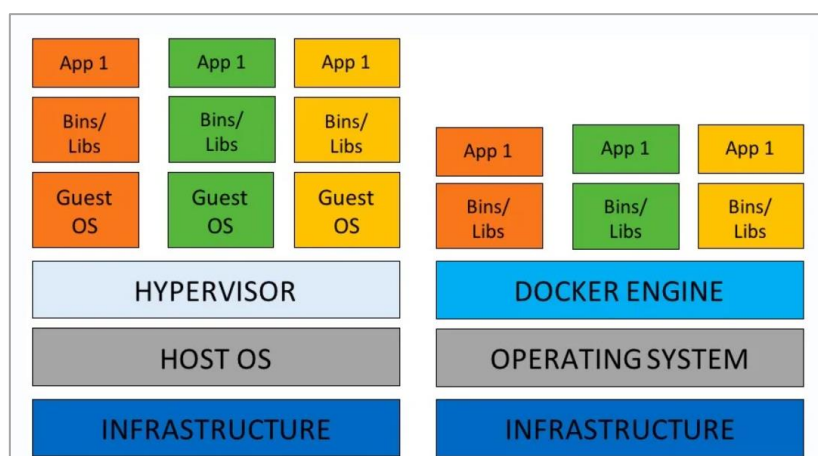 App 1
Bins/
Libs
Guest
OS
App 1
Bins/
Libs
Guest
OS
App 1
Bins/
Libs
Guest
OS
HYPERVISOR
HOST OS
INFRASTRUCTURE
App 1
Bins/
Libs
App 1
Bins/
Libs
App 1
Bins/
Libs
DOCKER ENGINE
OPERATING SYSTEM
INFRASTRUCTURE